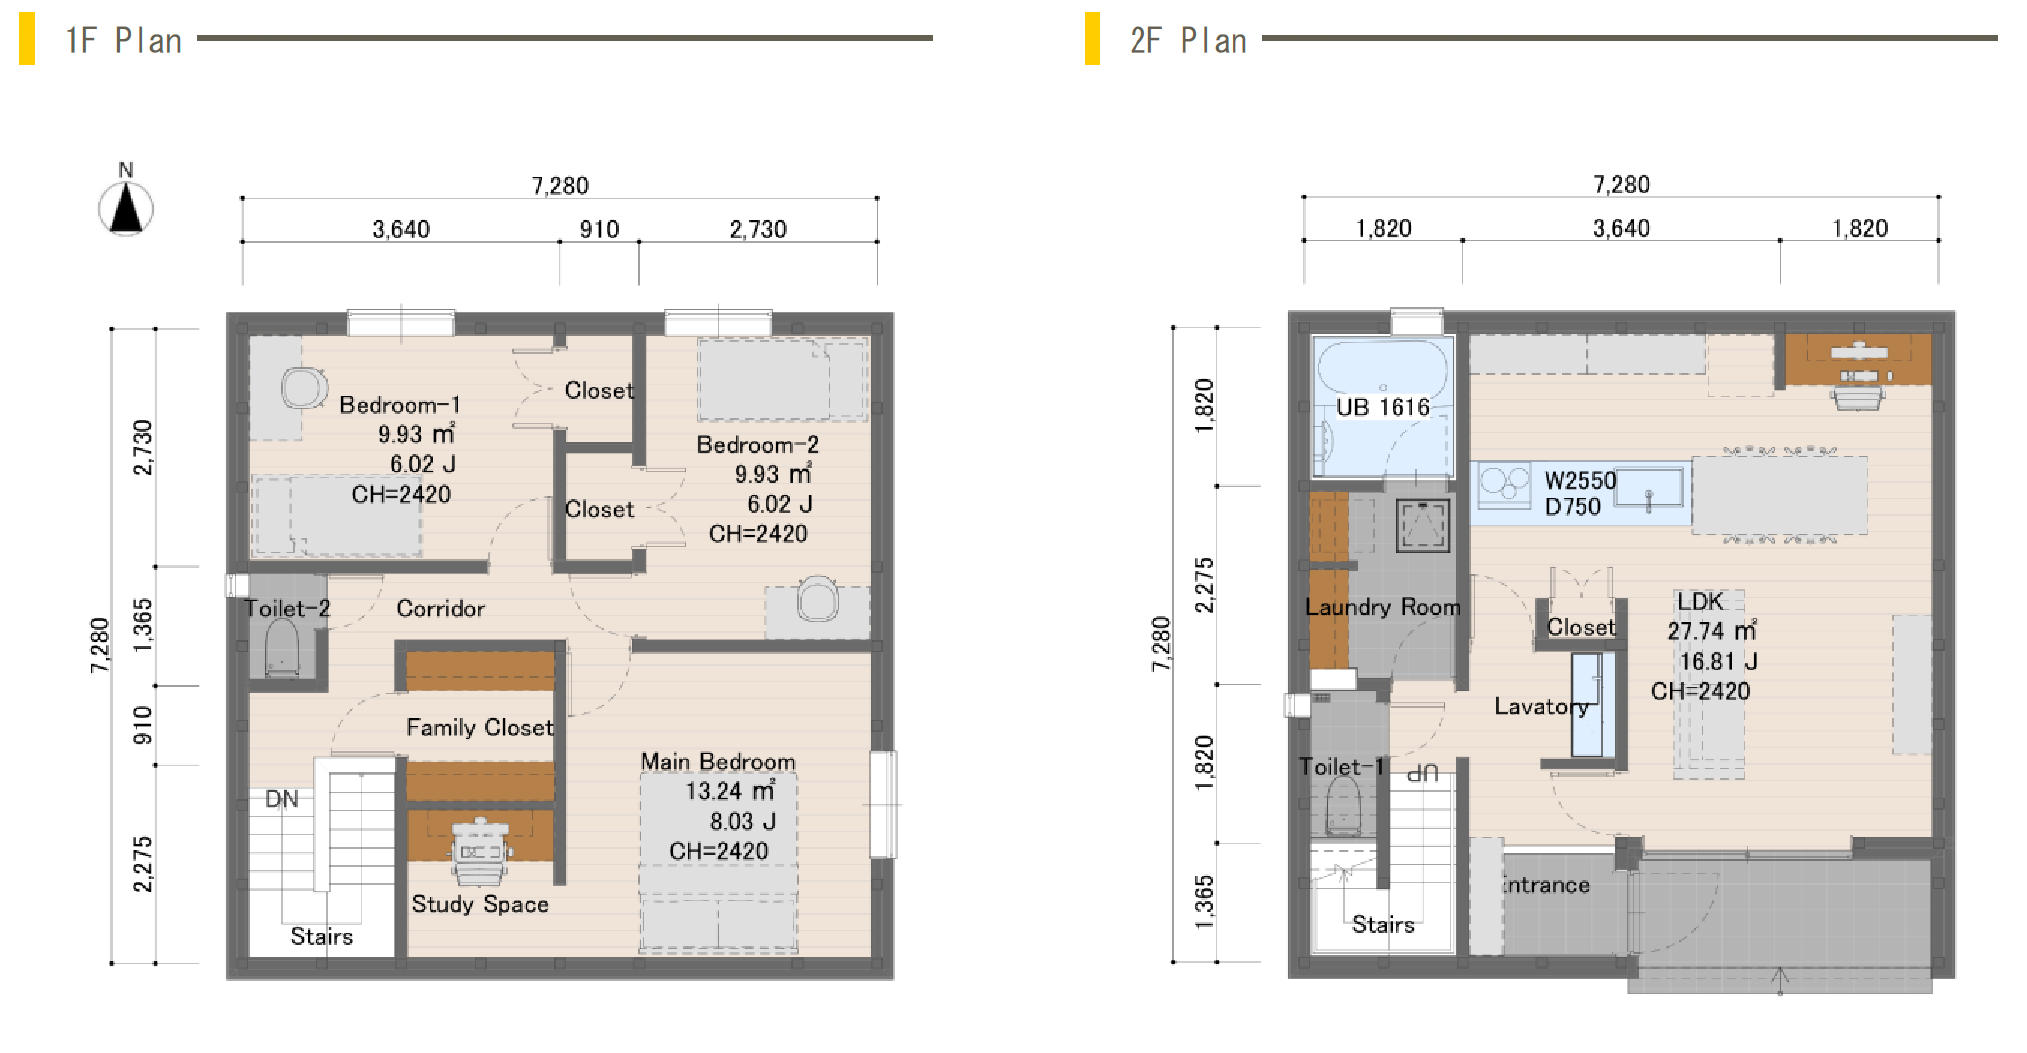 1F Plan
N
7,280
3,640
910
2,730
7,280
2,730
1,365
910
2,275
Bedroom-1
9.93 ㎡
6.02 J
CH=2420
Closet
Closet
Bedroom-2
9.93 ㎡
6.02 J
CH=2420
Toilet-2
Corridor
Family Closet
Main Bedroom
13.24 ㎡
8.03 J
CH=2420
DN
Study Space
Stairs
2F Plan
7,280
1,820
3,640
1,820
7,280
1,820
2,275
1,820
1,365
UB 1616
W2550
D750
Laundry Room
LDK
27.74 ㎡
16.81 J
CH=2420
Closet
Lavatory
Toilet-1
UP
ntrance
Stairs